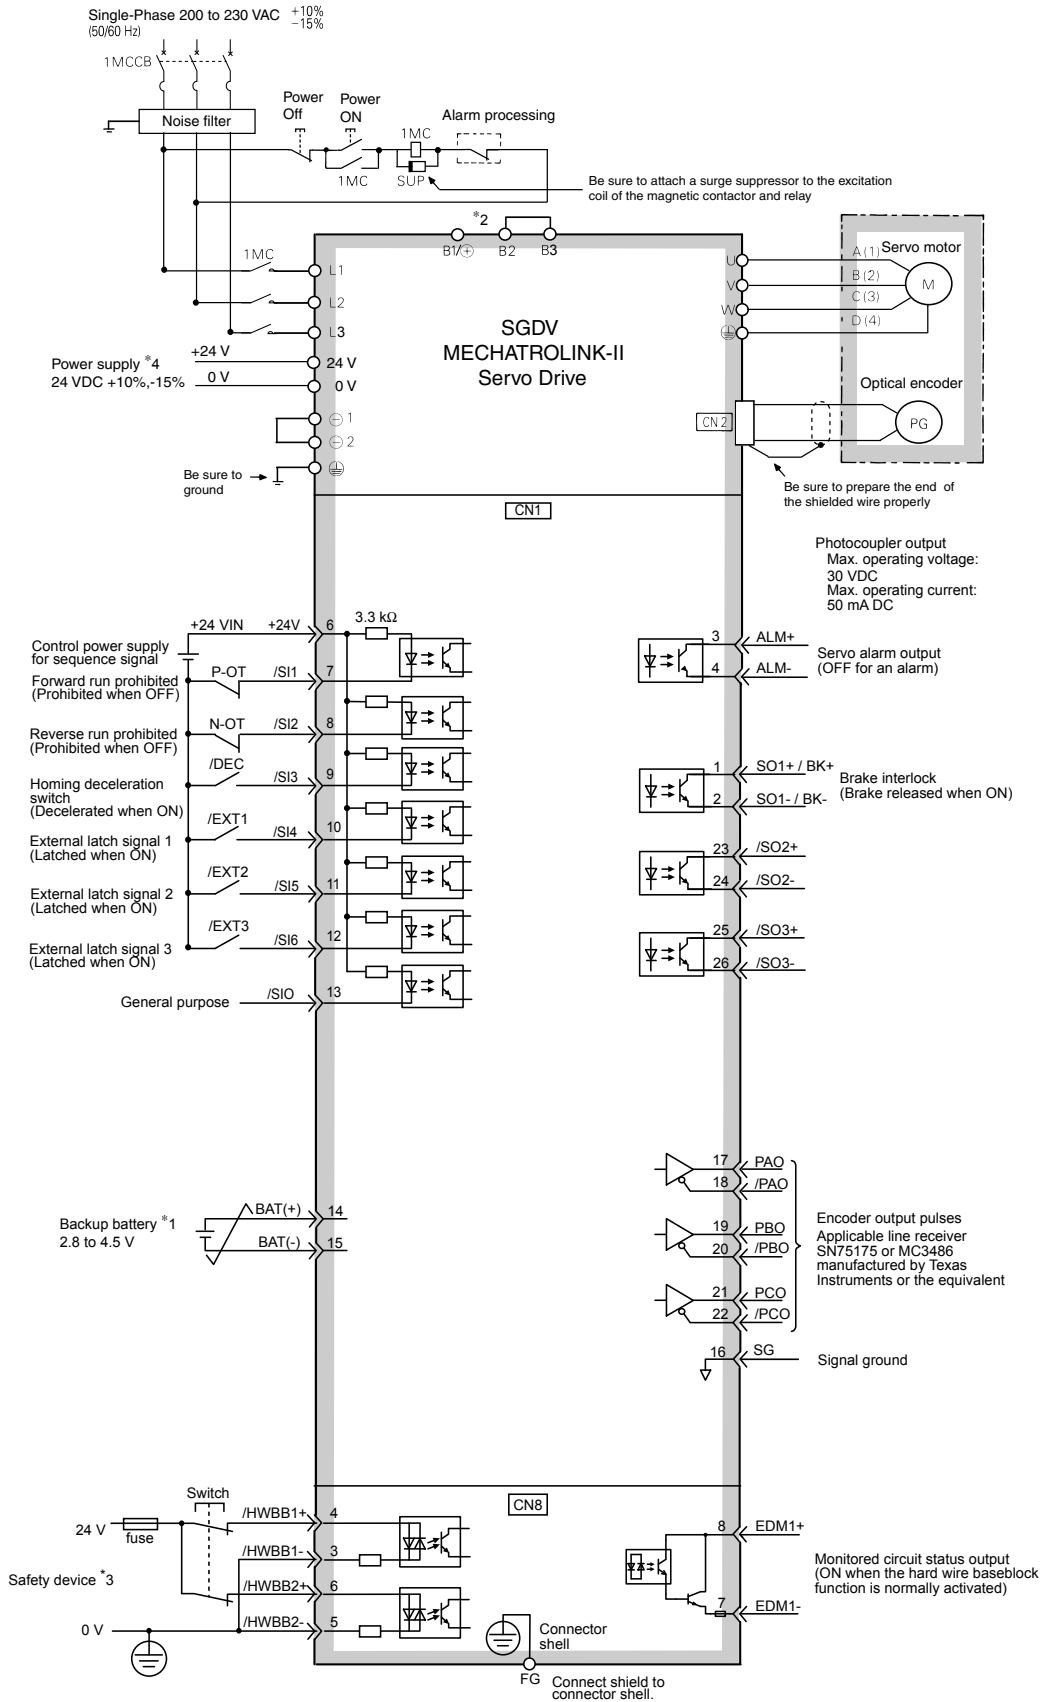 Single-Phase 200 to 230 VAC +10% −15%
(50/60 Hz)
1MCCB
Noise filter
Power Off
Power ON
Alarm processing
1MC
1MC
SUP
Be sure to attach a surge suppressor to the excitation
coil of the magnetic contactor and relay
*2
B1/⊕ B2 B3
1MC
L1
L2
L3
+24 V
24 V
0 V
0 V
Power supply *4
24 VDC +10%,-15%
⊖ 1
⊖ 2
Be sure to
ground
SGDV
MECHATROLINK-II
Servo Drive
U
V
W
A (1)
B (2)
C (3)
D (4)
Servo motor
M
Optical encoder
PG
CN2
Be sure to prepare the end of
the shielded wire properly
CN1
Photocoupler output
Max. operating voltage:
30 VDC
Max. operating current:
50 mA DC
+24 VIN +24V 6 3.3 kΩ
Control power supply
for sequence signal
Forward run prohibited
(Prohibited when OFF)
P-OT /SI1 7
Reverse run prohibited
(Prohibited when OFF)
N-OT /SI2 8
Homing deceleration
switch
(Decelerated when ON)
/DEC /SI3 9
External latch signal 1
(Latched when ON)
/EXT1 /SI4 10
External latch signal 2
(Latched when ON)
/EXT2 /SI5 11
External latch signal 3
(Latched when ON)
/EXT3 /SI6 12
General purpose /SIO 13
3 ALM+
4 ALM-
Servo alarm output
(OFF for an alarm)
1 SO1+ / BK+
2 SO1- / BK-
Brake interlock
(Brake released when ON)
23 /SO2+
24 /SO2-
25 /SO3+
26 /SO3-
Backup battery *1
2.8 to 4.5 V
BAT(+) 14
BAT(-) 15
17 PAO
18 /PAO
19 PBO
20 /PBO
21 PCO
22 /PCO
Encoder output pulses
Applicable line receiver
SN75175 or MC3486
manufactured by Texas
Instruments or the equivalent
16 SG
Signal ground
CN8
Switch
24 V
fuse
Safety device *3
0 V
/HWBB1+ 4
/HWBB1- 3
/HWBB2+ 6
/HWBB2- 5
8 EDM1+
7 EDM1-
Monitored circuit status output
(ON when the hard wire baseblock
function is normally activated)
Connector
shell
FG
Connect shield to
connector shell.